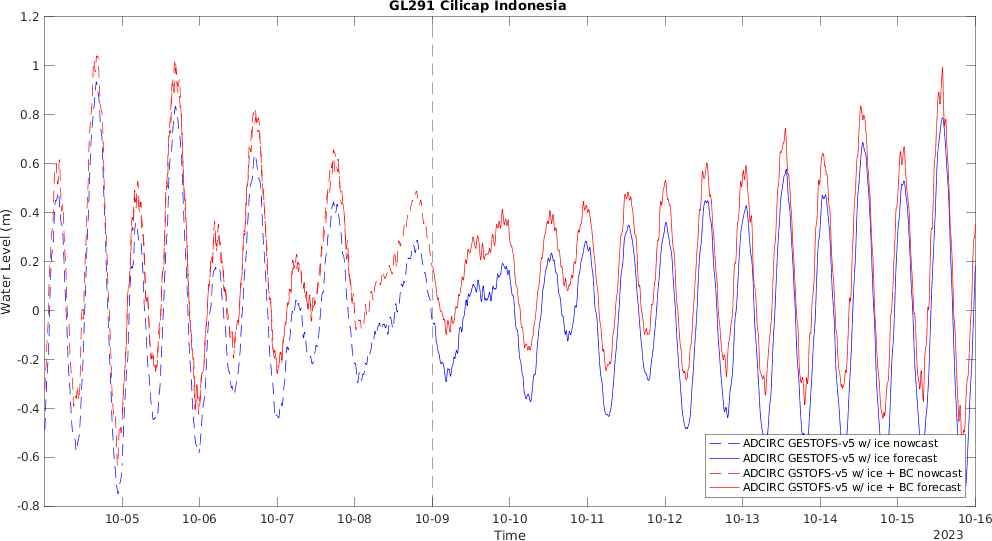 GL291 Cilicap Indonesia
1.2
1
0.8
0.6
0.4
0.2
0
-0.2
-0.4
-0.6
-0.8
Water Level (m)
ADCIRC GESTOFS-v5 w/ ice nowcast
ADCIRC GESTOFS-v5 w/ ice forecast
ADCIRC GSTOFS-v5 w/ ice + BC nowcast
ADCIRC GSTOFS-v5 w/ ice + BC forecast
10-05 10-06 10-07 10-08 10-09 10-10 10-11 10-12 10-13 10-14 10-15 10-16
Time
2023